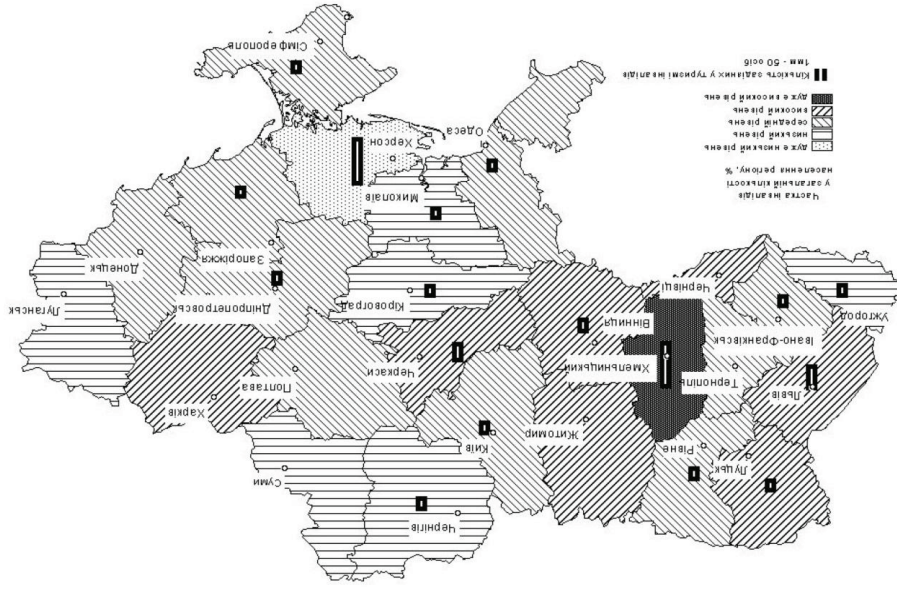 Чернігів
Суми
Луцьк
Рівне
Київ
Житомир
Харків
Львів
Тернопіль
Полтава
Хмельницький
Черкаси
Івано-Франківськ
Вінниця
Ужгород
Луганськ
Дніпропетровськ
Кіровоград
Чернівці
Донецьк
Запоріжжя
Миколаїв
Херсон
Одеса
Сімферополь
Частка інвалідів
у загальній кількості
населення регіону, %
дуже низький рівень
низький рівень
середній рівень
високий рівень
дуже високий рівень
Кількість задіяних у туризмі інвалідів
1мм - 50 осіб